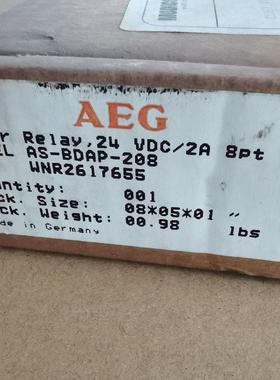 AEG
r Relay,24 VDC/2A 8pt
EL AS-BDAP-208
WNR2617655
antity: 001
ck. Size: 08*05*01 "
ck. Weight: 00.98 lbs
de in Germany